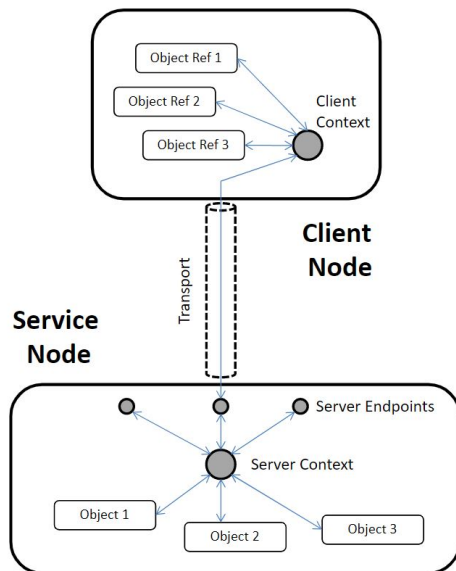 Object Ref 1
Object Ref 2
Object Ref 3
Client
Context
Client
Node
Transport
Service
Node
Server Endpoints
Server Context
Object 1
Object 2
Object 3